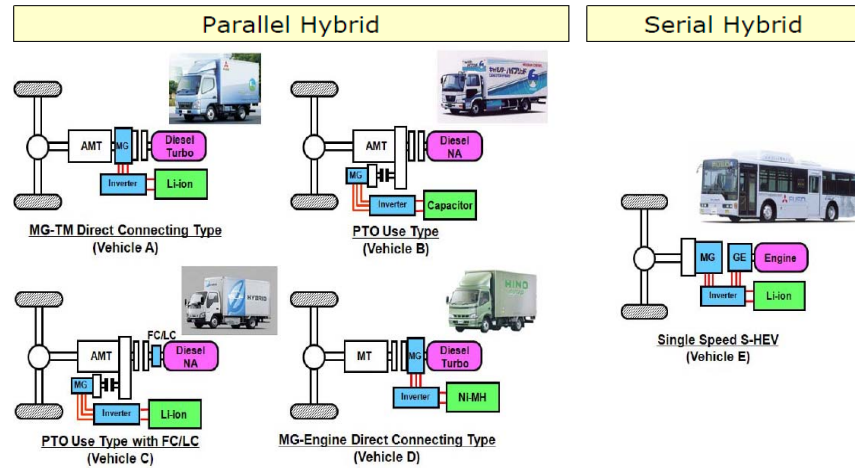 Parallel Hybrid
Serial Hybrid
AMT
MG
Diesel
Turbo
Inverter
Li-ion
MG-TM Direct Connecting Type
(Vehicle A)
AMT
Diesel
NA
MG
Inverter
Capacitor
PTO Use Type
(Vehicle B)
HYBRID
FC/LC
AMT
Diesel
NA
MG
Inverter
Li-ion
PTO Use Type with FC/LC
(Vehicle C)
HINO
MT
MG
Diesel
Turbo
Inverter
Ni-MH
MG-Engine Direct Connecting Type
(Vehicle D)
MG
GE
Engine
Inverter
Li-ion
Single Speed S-HEV
(Vehicle E)